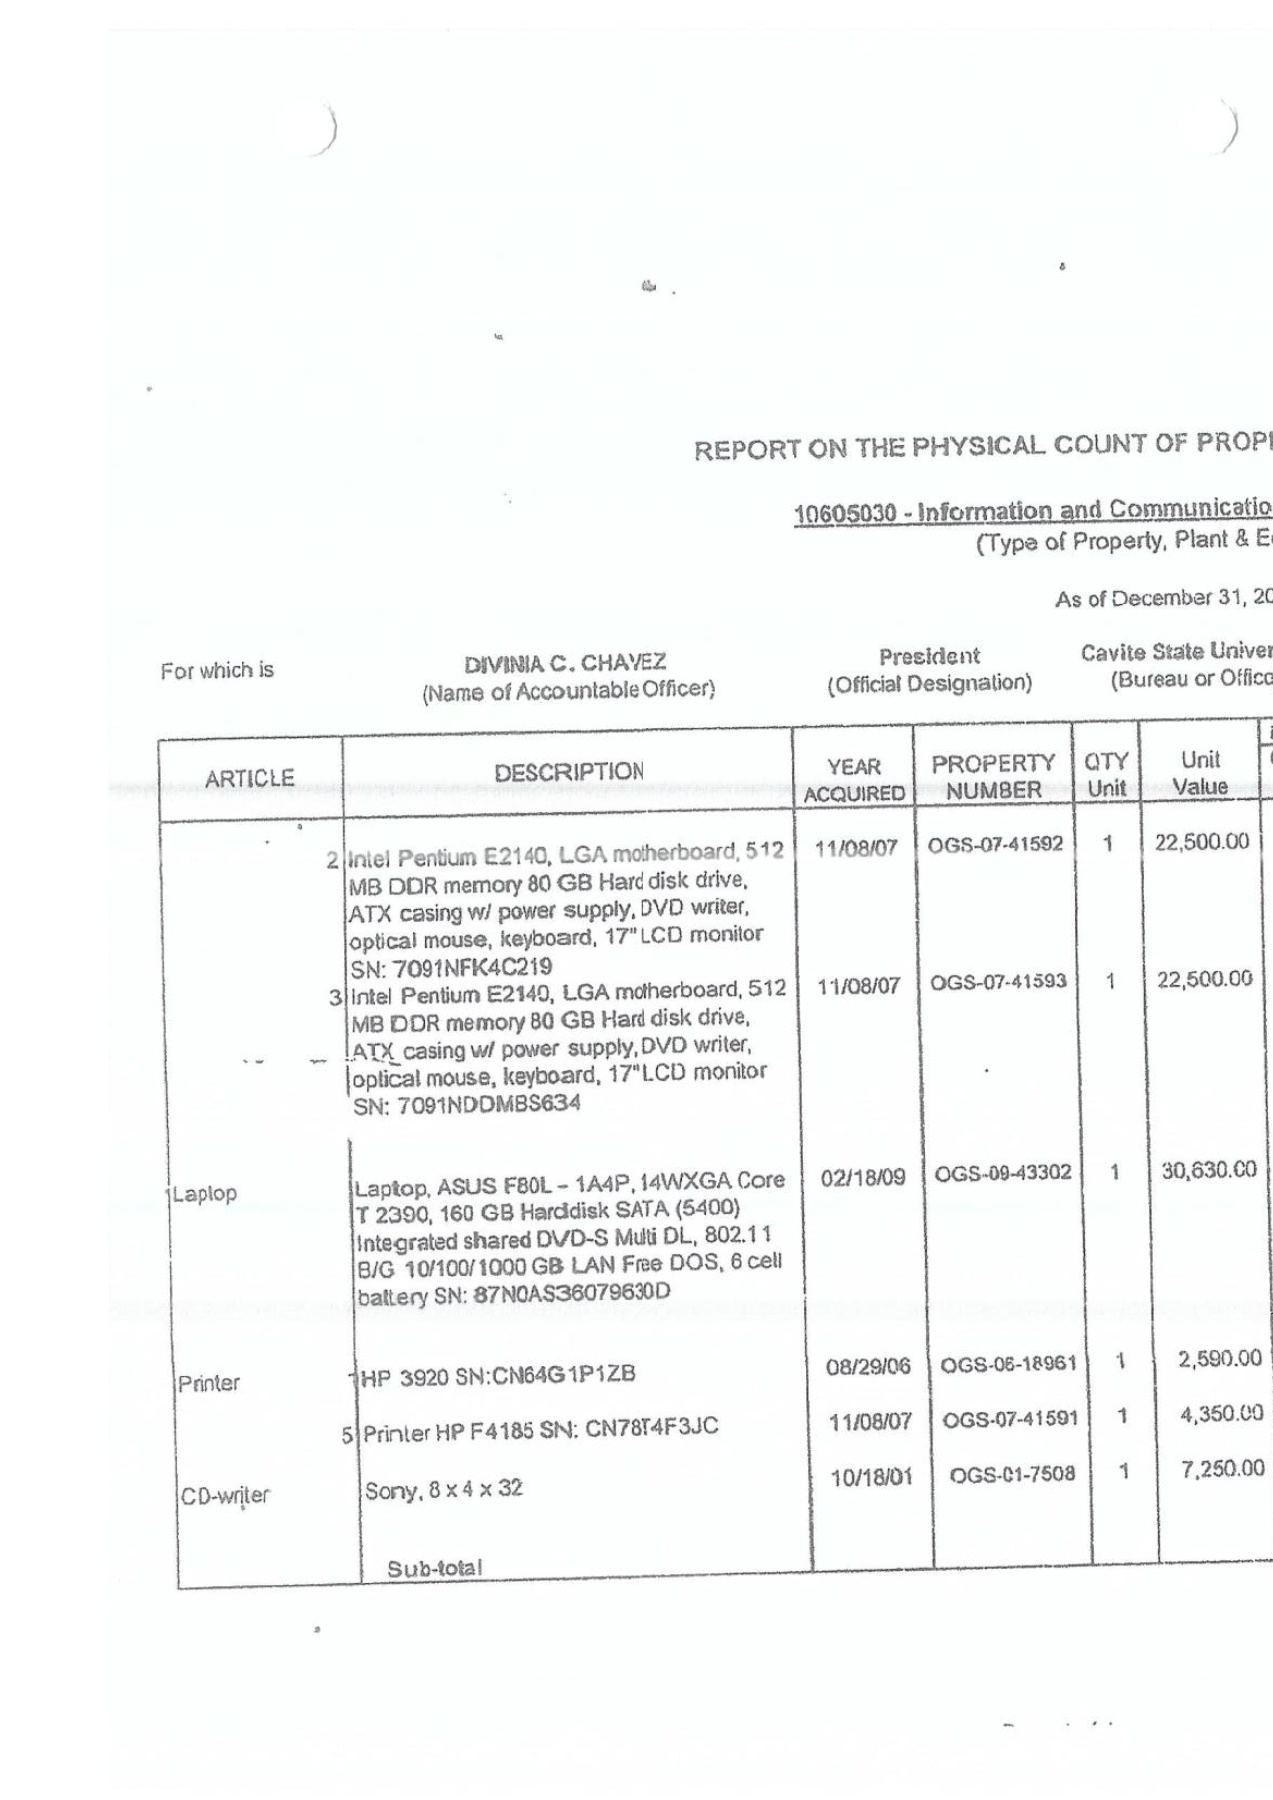 REPORT ON THE PHYSICAL COUNT OF PROP
10605030 - Information and Communicatio
(Type of Property, Plant & E
As of December 31, 20
For which is DIVINIA C. CHAVEZ President Cavite State Univer
(Name of Accountable Officer) (Official Designation) (Bureau or Offic
ARTICLE DESCRIPTION YEAR ACQUIRED PROPERTY NUMBER QTY Unit Unit Value
2 Intel Pentium E2140, LGA motherboard, 512 11/08/07 OGS-07-41592 1 22,500.00
MB DDR memory 80 GB Hard disk drive,
ATX casing w/ power supply, DVD writer,
optical mouse, keyboard, 17" LCD monitor
SN: 7091NFK4C219
3 Intel Pentium E2140, LGA motherboard, 512 11/08/07 OGS-07-41593 1 22,500.00
MB DDR memory 80 GB Hard disk drive,
ATX casing w/ power supply, DVD writer,
optical mouse, keyboard, 17" LCD monitor
SN: 7091NDDMBS634
Laptop Laptop, ASUS F80L - 1A4P, 14WXGA Core 02/18/09 OGS-09-43302 1 30,630.00
T 2390, 160 GB Harddisk SATA (5400)
Integrated shared DVD-S Multi DL, 802.11
B/G 10/100/1000 GB LAN Free DOS, 6 cell
battery SN: 87N0AS36079630D
Printer 1 HP 3920 SN:CN64G1P1ZB 08/29/06 OGS-06-18961 1 2,590.00
5 Printer HP F4185 SN: CN78T4F3JC 11/08/07 OGS-07-41591 1 4,350.00
CD-writer Sony, 8 x 4 x 32 10/18/01 OGS-01-7508 1 7,250.00
Sub-total